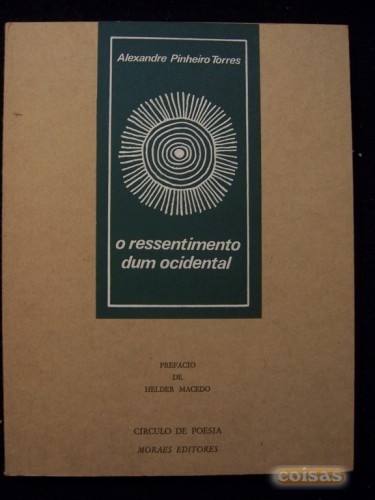 Alexandre Pinheiro Torres
o ressentimento
dum ocidental
PREFÁCIO
DE
HELDER MACEDO
CÍRCULO DE POESIA
MORAES EDITORES
coisas